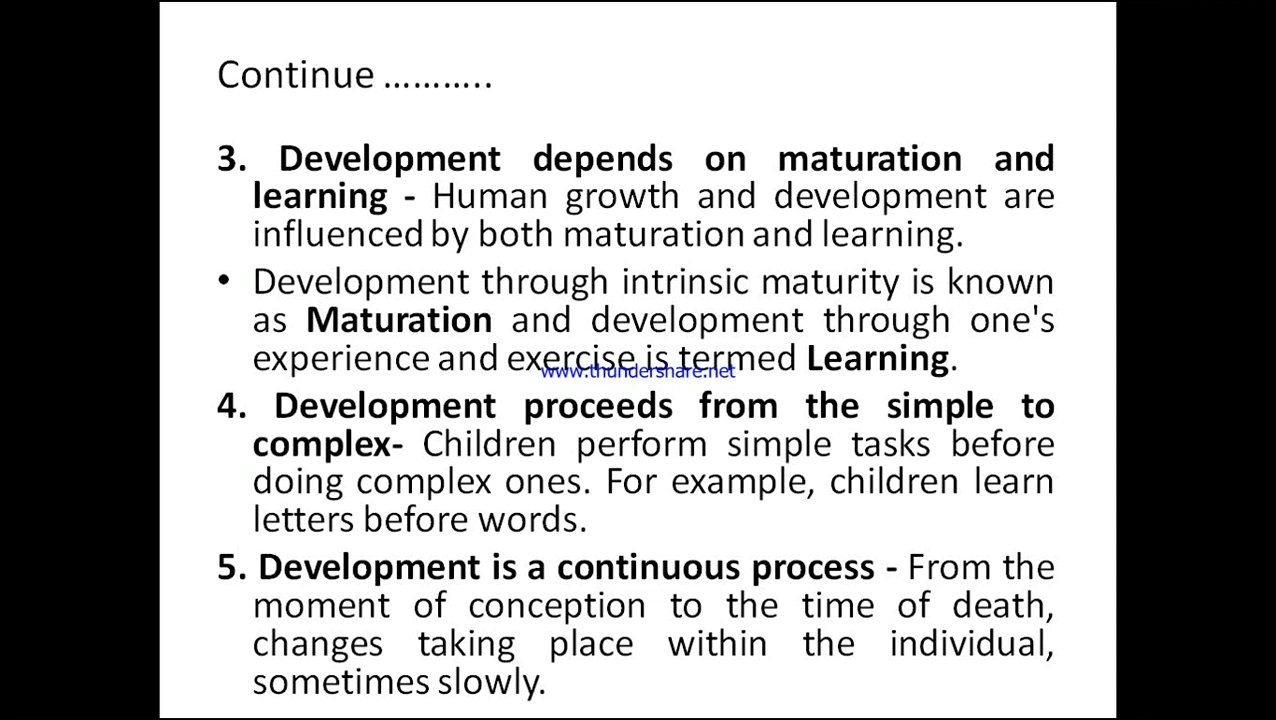 Continue ………..
3. Development depends on maturation and
learning - Human growth and development are
influenced by both maturation and learning.
• Development through intrinsic maturity is known
as Maturation and development through one's
experience and exercise is termed Learning.
www.thundershare.net
4. Development proceeds from the simple to
complex- Children perform simple tasks before
doing complex ones. For example, children learn
letters before words.
5. Development is a continuous process - From the
moment of conception to the time of death,
changes taking place within the individual,
sometimes slowly.